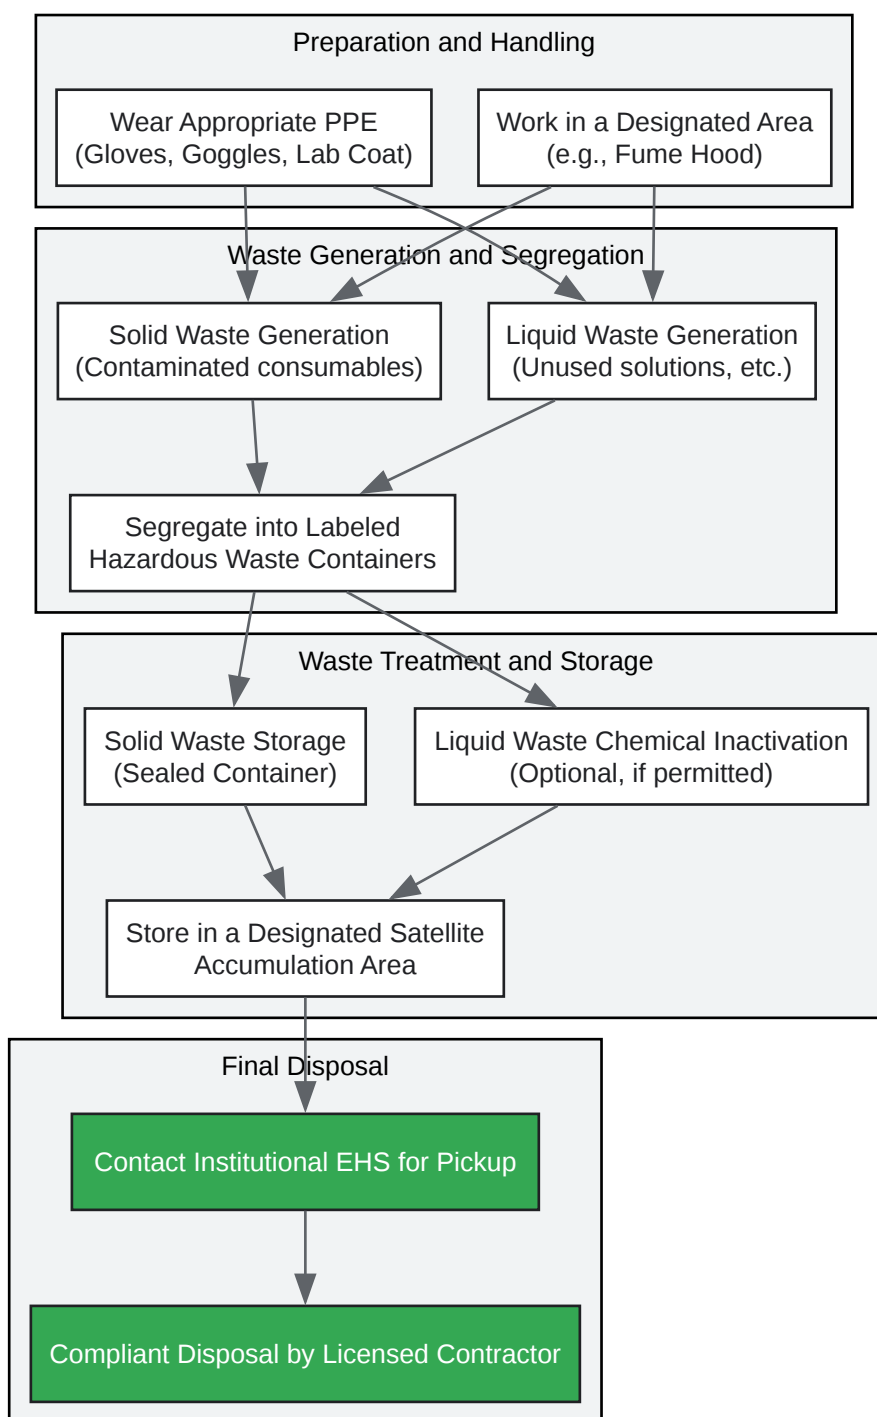 Preparation and Handling
Wear Appropriate PPE
(Gloves, Goggles, Lab Coat)
Work in a Designated Area
(e.g., Fume Hood)
Waste Generation and Segregation
Solid Waste Generation
(Contaminated consumables)
Liquid Waste Generation
(Unused solutions, etc.)
Segregate into Labeled
Hazardous Waste Containers
Waste Treatment and Storage
Solid Waste Storage
(Sealed Container)
Liquid Waste Chemical Inactivation
(Optional, if permitted)
Store in a Designated Satellite
Accumulation Area
Final Disposal
Contact Institutional EHS for Pickup
Compliant Disposal by Licensed Contractor